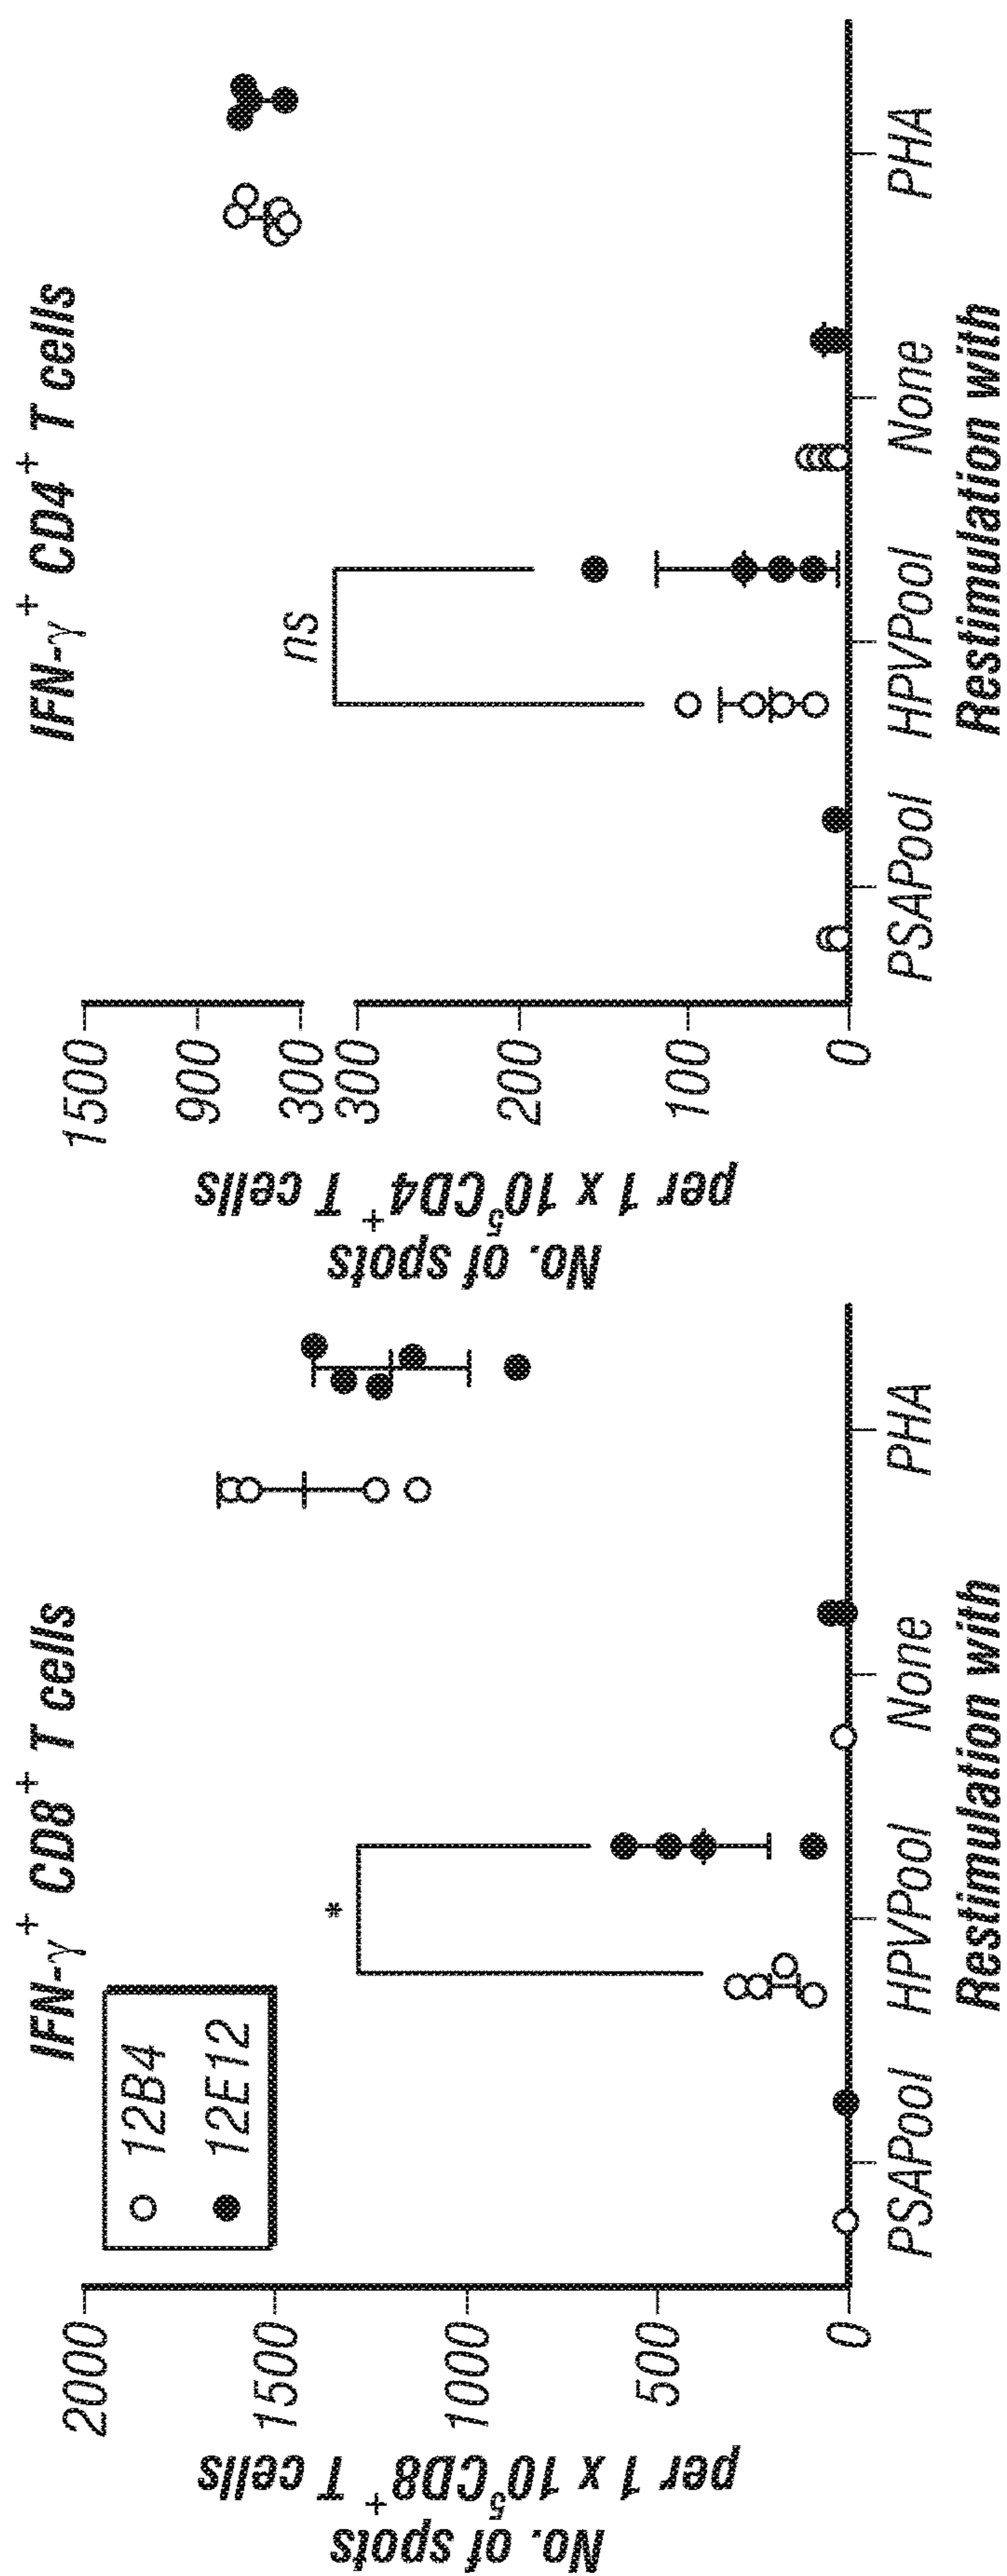 IFN-γ⁺ CD8⁺ T cells
12B4
12E12
No. of spots
per 1 x 10⁵CD8⁺ T cells
2000
1500
1000
500
0
*
PSAPool HPVPool None PHA
Restimulation with
IFN-γ⁺ CD4⁺ T cells
No. of spots
per 1 x 10⁵CD4⁺ T cells
1500
900
300
300
200
100
0
ns
PSAPool HPVPool None PHA
Restimulation with